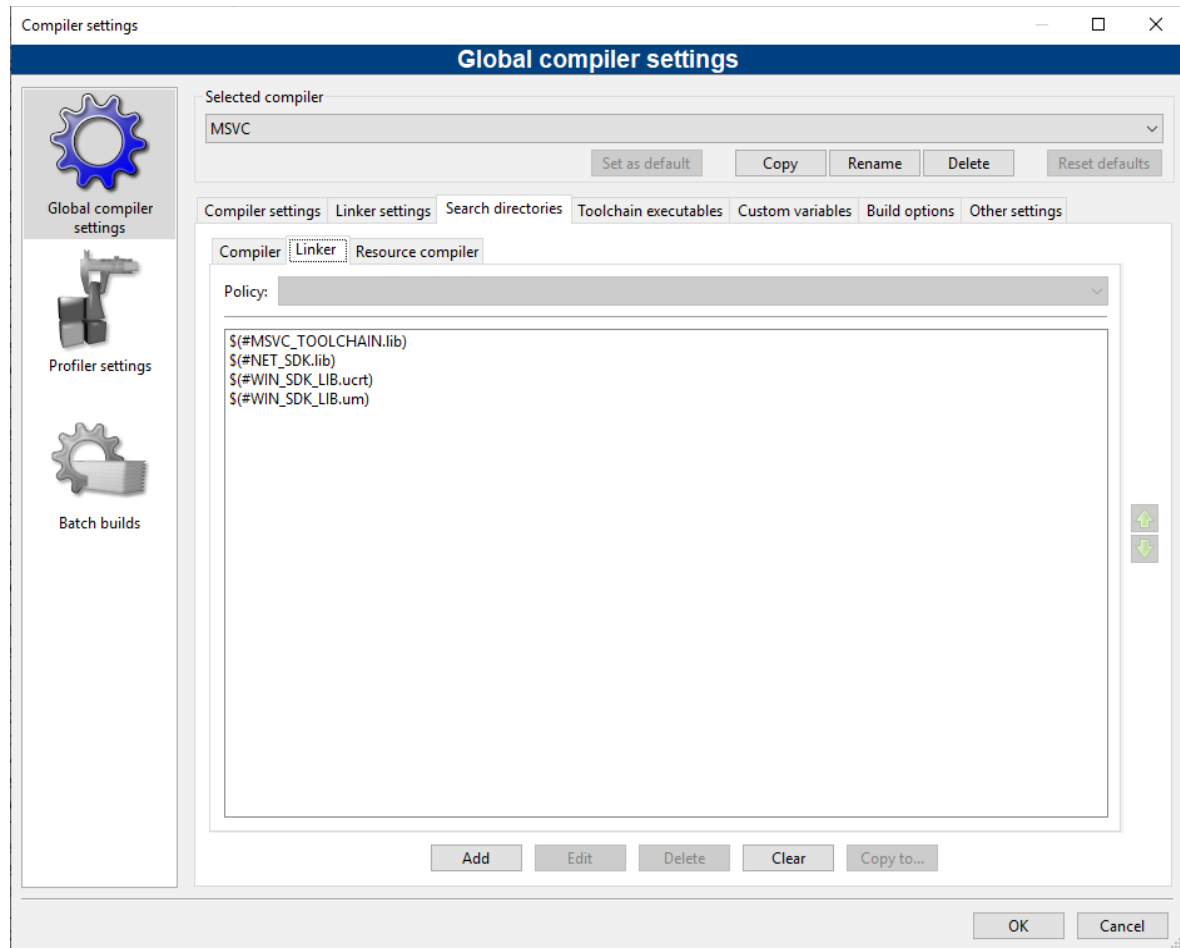 Compiler settings
Global compiler settings
Global compiler
settings
Profiler settings
Batch builds
Selected compiler
MSVC
Set as default Copy Rename Delete Reset defaults
Compiler settings Linker settings Search directories Toolchain executables Custom variables Build options Other settings
Compiler Linker Resource compiler
Policy:
$(#MSVC_TOOLCHAIN.lib)
$(#NET_SDK.lib)
$(#WIN_SDK_LIB.ucrt)
$(#WIN_SDK_LIB.um)
Add Edit Delete Clear Copy to...
OK Cancel